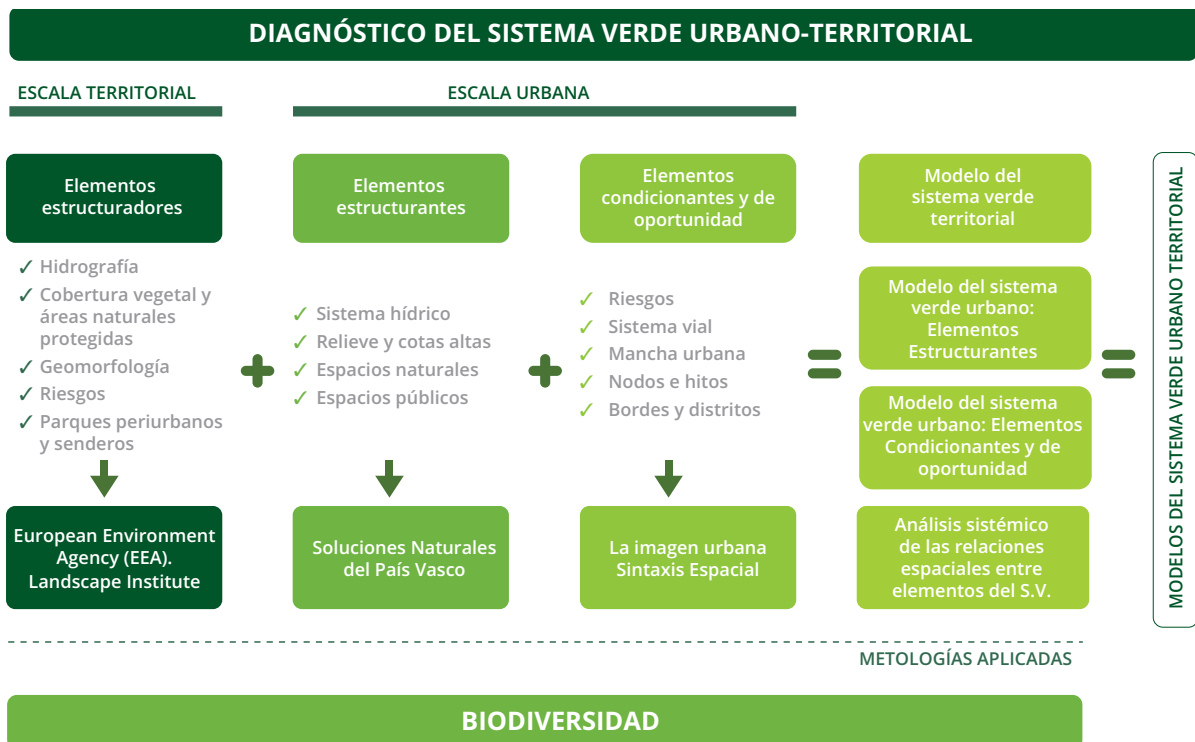 DIAGNÓSTICO DEL SISTEMA VERDE URBANO-TERRITORIAL
ESCALA TERRITORIAL
ESCALA URBANA
Elementos
estructuradores
✓ Hidrografía
✓ Cobertura vegetal y
áreas naturales
protegidas
✓ Geomorfología
✓ Riesgos
✓ Parques periurbanos
y senderos
European Environment
Agency (EEA).
Landscape Institute
+
Elementos
estructurantes
✓ Sistema hídrico
✓ Relieve y cotas altas
✓ Espacios naturales
✓ Espacios públicos
Soluciones Naturales
del País Vasco
+
Elementos
condicionantes y de
oportunidad
✓ Riesgos
✓ Sistema vial
✓ Mancha urbana
✓ Nodos e hitos
✓ Bordes y distritos
La imagen urbana
Sintaxis Espacial
=
Modelo del
sistema verde
territorial
Modelo del sistema
verde urbano:
Elementos
Estructurantes
Modelo del sistema
verde urbano: Elementos
Condicionantes y de
oportunidad
Análisis sistémico
de las relaciones
espaciales entre
elementos del S.V.
=
MODELOS DEL SISTEMA VERDE URBANO TERRITORIAL
METOLOGÍAS APLICADAS
BIODIVERSIDAD